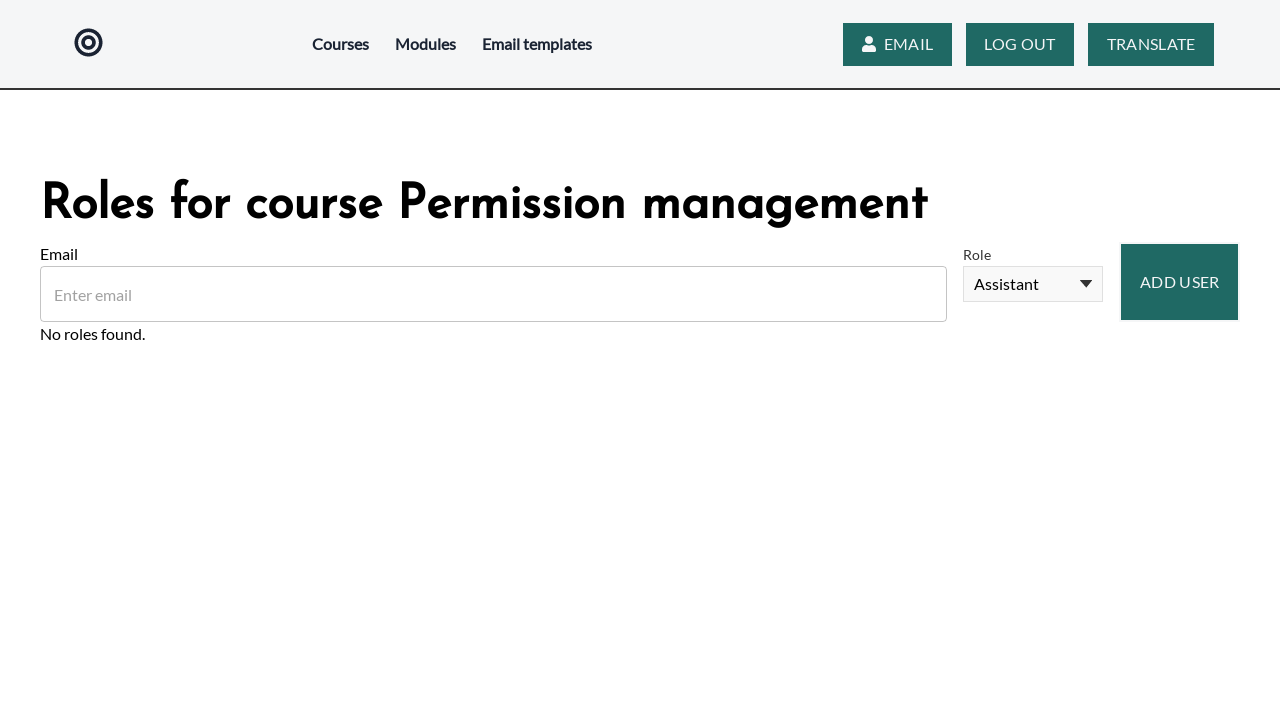 Courses Modules Email templates EMAIL LOG OUT TRANSLATE
Roles for course Permission management
Email
Role
Enter email
Assistant
ADD USER
No roles found.